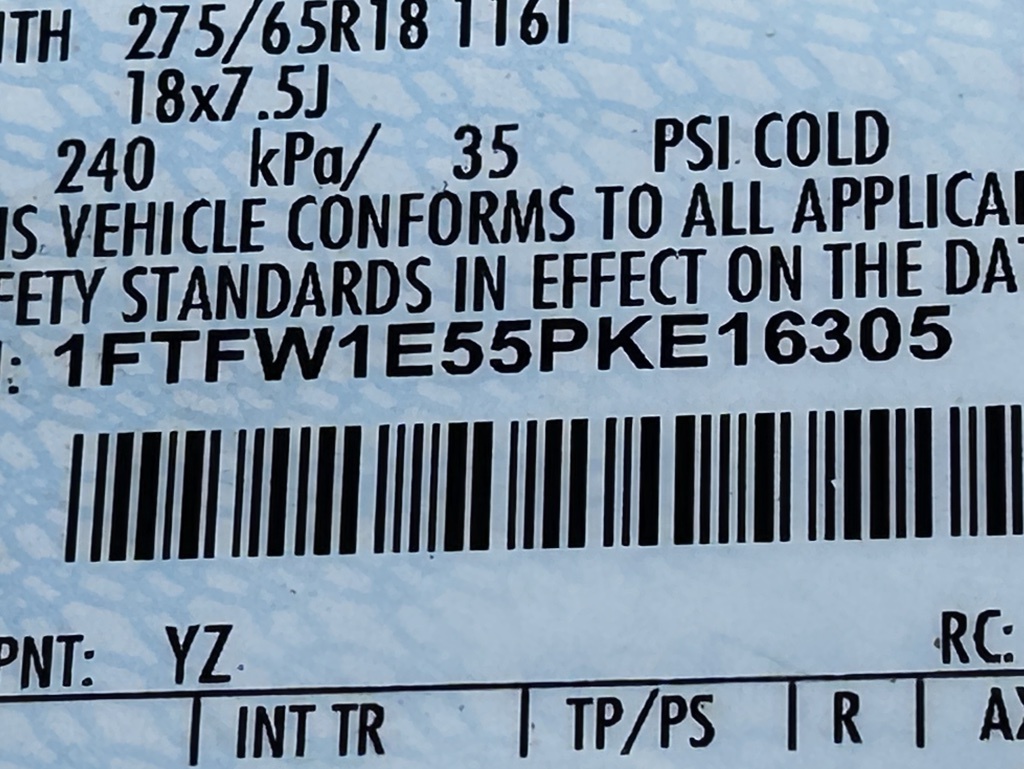 ITH 275/65R18 116T
18x7.5J
240 kPa/ 35 PSI COLD
IS VEHICLE CONFORMS TO ALL APPLICA
FETY STANDARDS IN EFFECT ON THE DA
: 1FTFW1E55PKE16305
PNT: YZ RC:
INT TR | TP/PS | R | AX